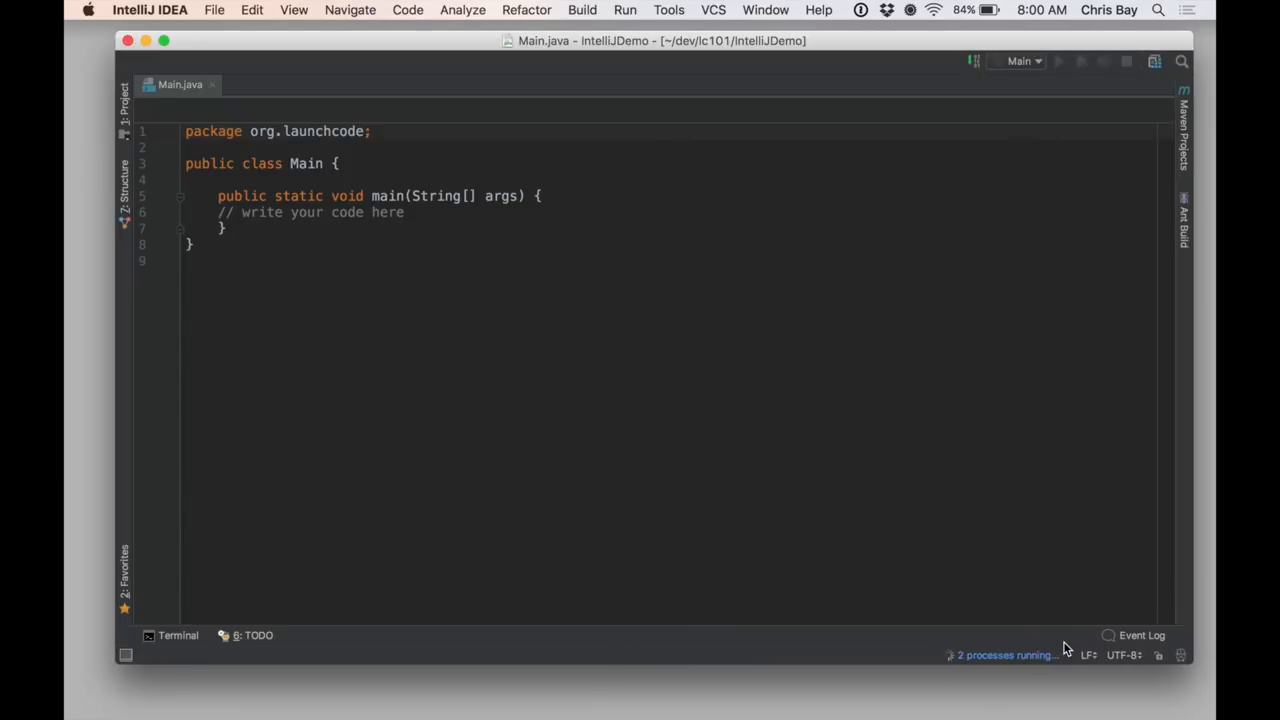 IntelliJ IDEA File Edit View Navigate Code Analyze Refactor Build Run Tools VCS Window Help 84% 8:00 AM Chris Bay
Main.java - IntelliJDemo - [~/dev/lc101/IntelliJDemo]
Main
Main.java
1: Project
Z: Structure
2: Favorites
1 package org.launchcode;
2
3 public class Main {
4
5 public static void main(String[] args) {
6 // write your code here
7 }
8 }
9
Maven Projects
Ant Build
Terminal 6: TODO Event Log
2 processes running... LF UTF-8